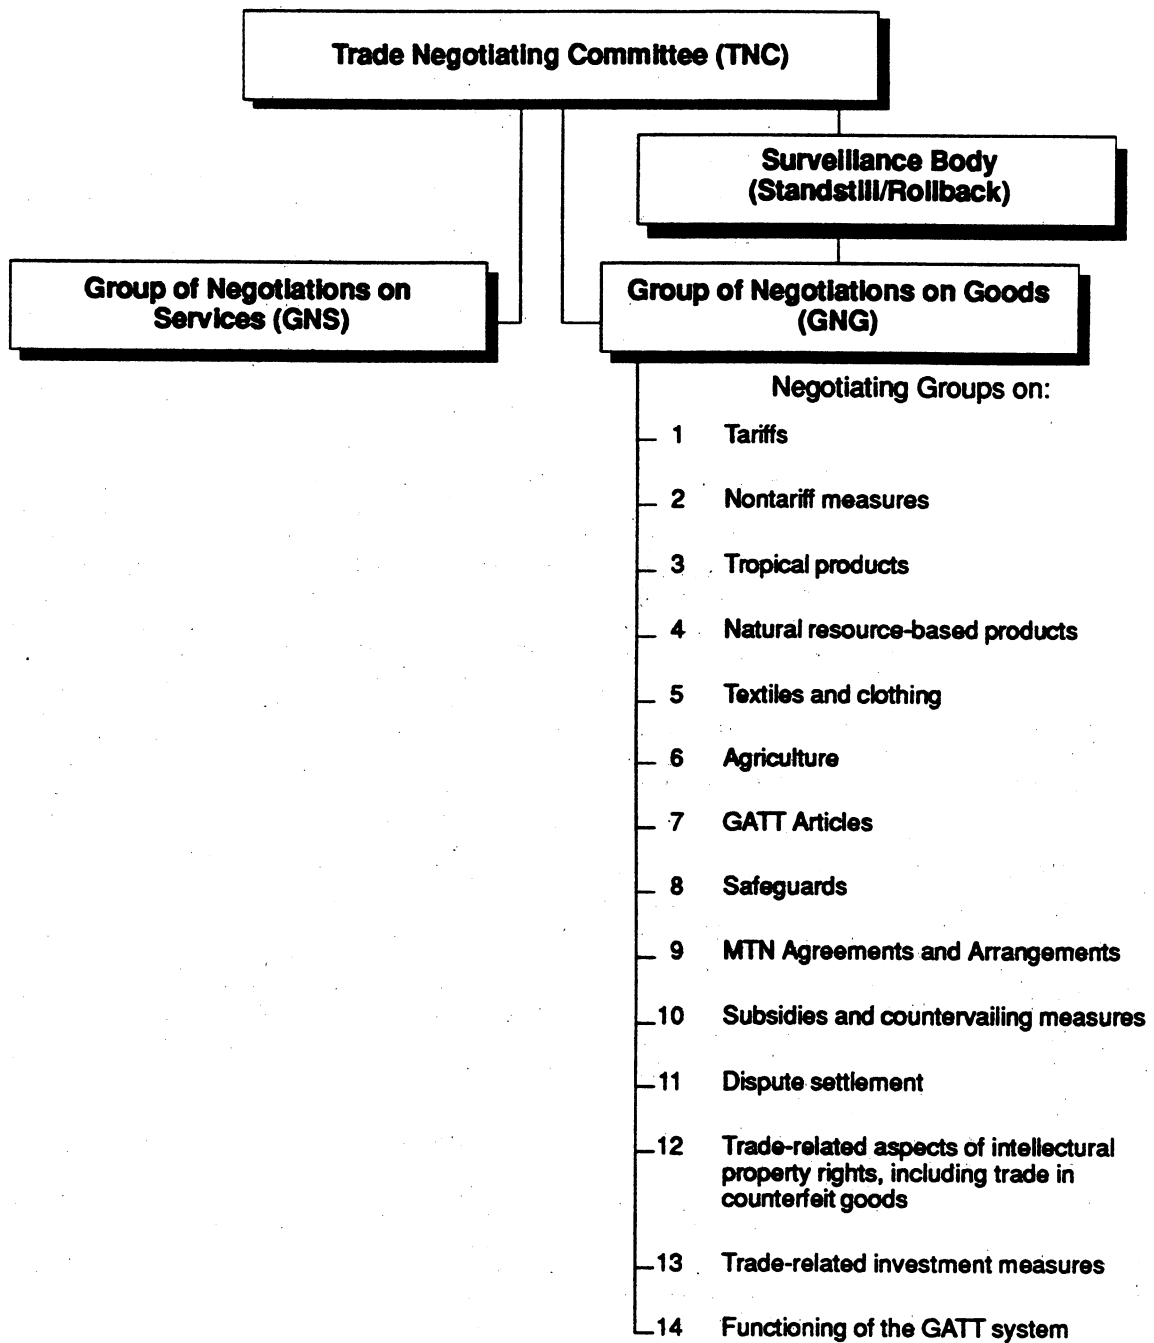 Trade Negotiating Committee (TNC)
Surveillance Body
(Standstill/Rollback)
Group of Negotiations on
Services (GNS)
Group of Negotiations on Goods
(GNG)
Negotiating Groups on:
1 Tariffs
2 Nontariff measures
3 Tropical products
4 Natural resource-based products
5 Textiles and clothing
6 Agriculture
7 GATT Articles
8 Safeguards
9 MTN Agreements and Arrangements
10 Subsidies and countervailing measures
11 Dispute settlement
12 Trade-related aspects of intellectural
property rights, including trade in
counterfeit goods
13 Trade-related investment measures
14 Functioning of the GATT system